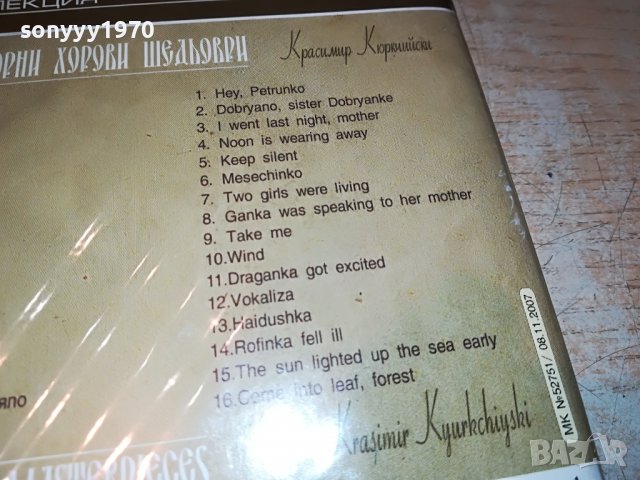 sonyyy1970
ЛЕКЦИЯ
ОРНИ ХОРОВИ ШЕДЬОВРИ
Красимир Кюркчийски
1. Hey, Petrunko
2. Dobryano, sister Dobryanke
3. I went last night, mother
4. Noon is wearing away
5. Keep silent
6. Mesechinko
7. Two girls were living
8. Ganka was speaking to her mother
9. Take me
10.Wind
11.Draganka got excited
12.Vokaliza
13.Haidushka
14.Rofinka fell ill
15.The sun lighted up the sea early
16.Come into leaf, forest
яло
Krasimir Kyurkchiyski
MK №52751/ 08.11.2007
BAZAR
bg